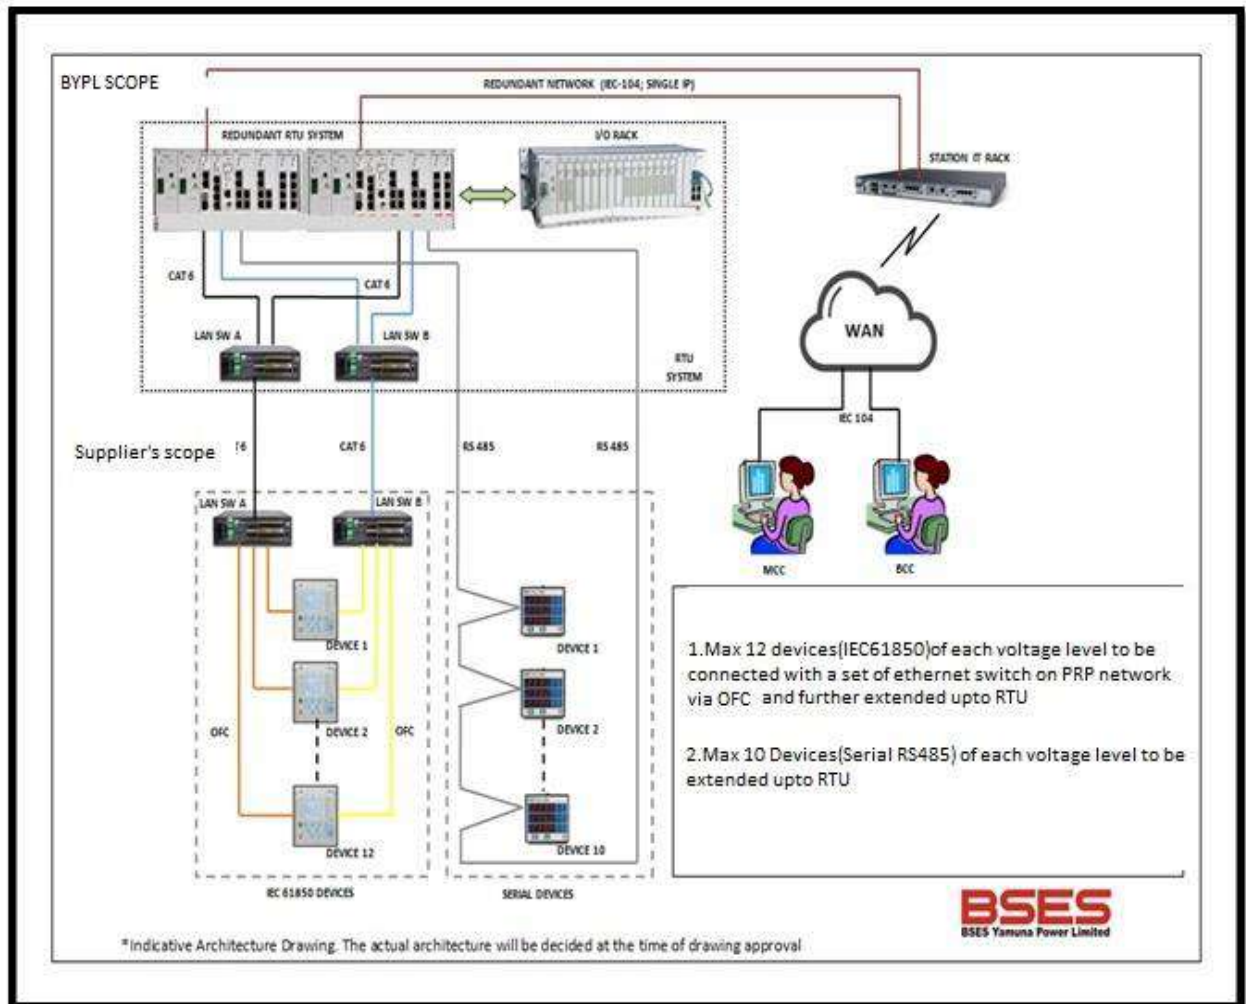 BYPL SCOPE
REDUNDANT NETWORK (IEC-104; SINGLE IP)
REDUNDANT RTU SYSTEM
I/O RACK
STATION IT RACK
CAT 6
CAT 6
LAN SW A
LAN SW B
WAN
RTU
SYSTEM
IEC 104
Supplier's scope
T6
CAT 6
RS 485
RS 485
LAN SW A
LAN SW B
MCC
BCC
DEVICE 1
DEVICE 1
DEVICE 2
DEVICE 2
OFC
OFC
DEVICE 12
DEVICE 10
IEC 61850 DEVICES
SERIAL DEVICES
1.Max 12 devices(IEC61850)of each voltage level to be
connected with a set of ethernet switch on PRP network
via OFC and further extended upto RTU
2.Max 10 Devices(Serial RS485) of each voltage level to be
extended upto RTU
BSES
BSES Yamuna Power Limited
*Indicative Architecture Drawing. The actual architecture will be decided at the time of drawing approval